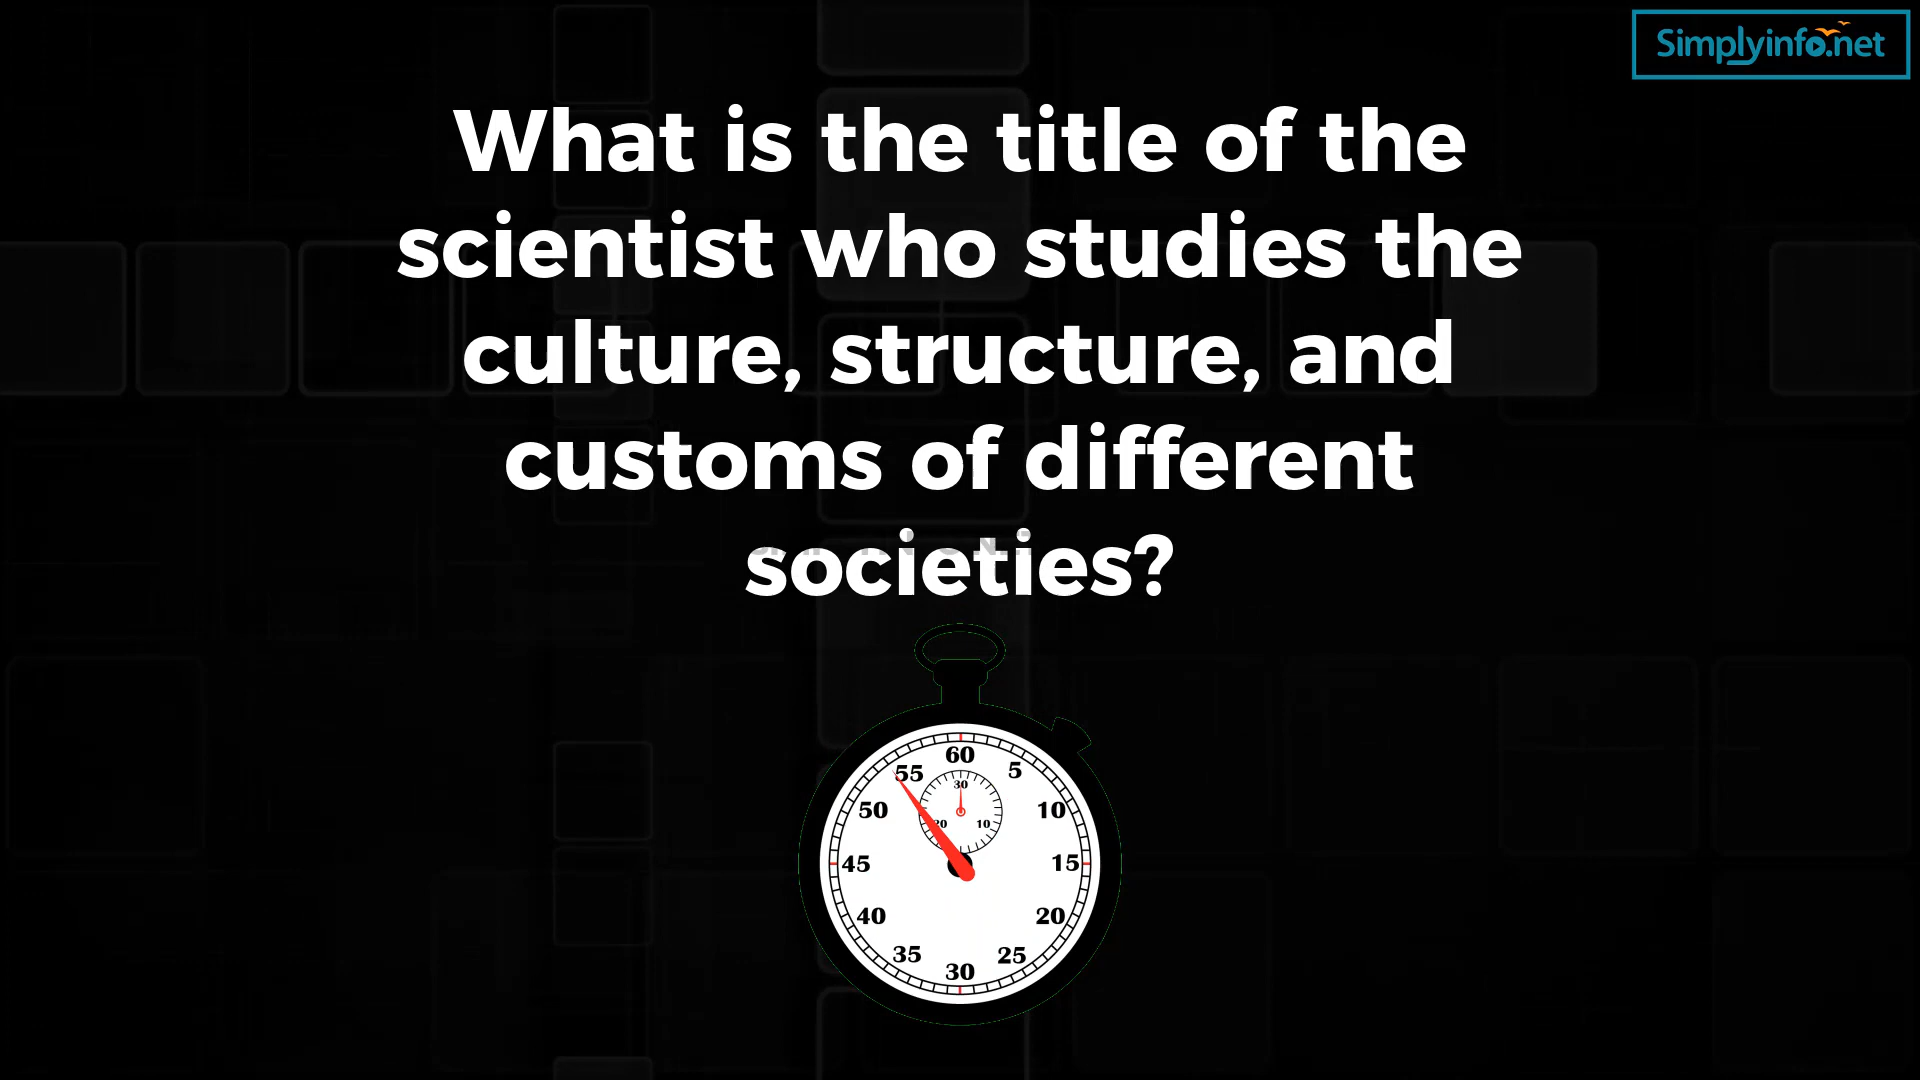 Simplyinfo.net
What is the title of the
scientist who studies the
culture, structure, and
customs of different
societies?
60
55
5
30
50
10
20
10
45
15
40
20
35
25
30